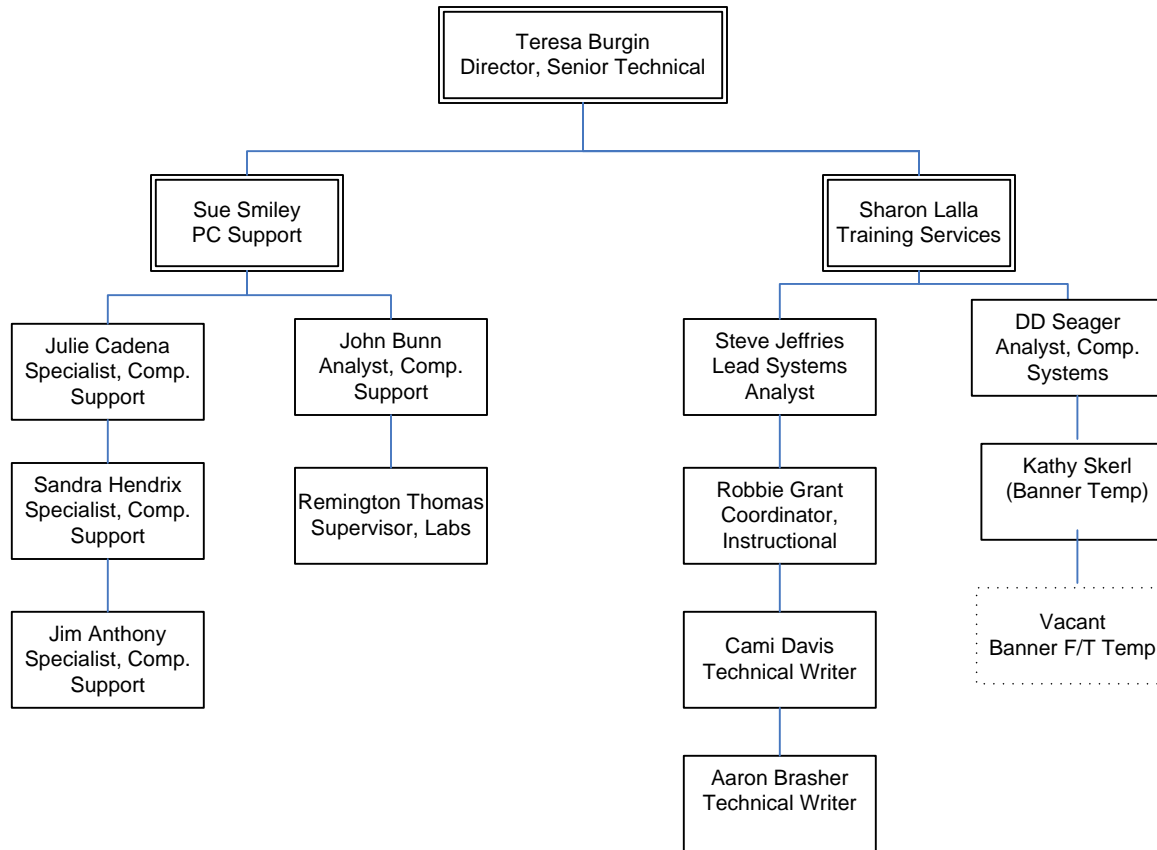 Teresa Burgin
Director, Senior Technical
Sue Smiley
PC Support
Sharon Lalla
Training Services
Julie Cadena
Specialist, Comp.
Support
John Bunn
Analyst, Comp.
Support
Steve Jeffries
Lead Systems
Analyst
DD Seager
Analyst, Comp.
Systems
Sandra Hendrix
Specialist, Comp.
Support
Remington Thomas
Supervisor, Labs
Robbie Grant
Coordinator,
Instructional
Kathy Skerl
(Banner Temp)
Jim Anthony
Specialist, Comp.
Support
Cami Davis
Technical Writer
Vacant
Banner F/T Temp
Aaron Brasher
Technical Writer